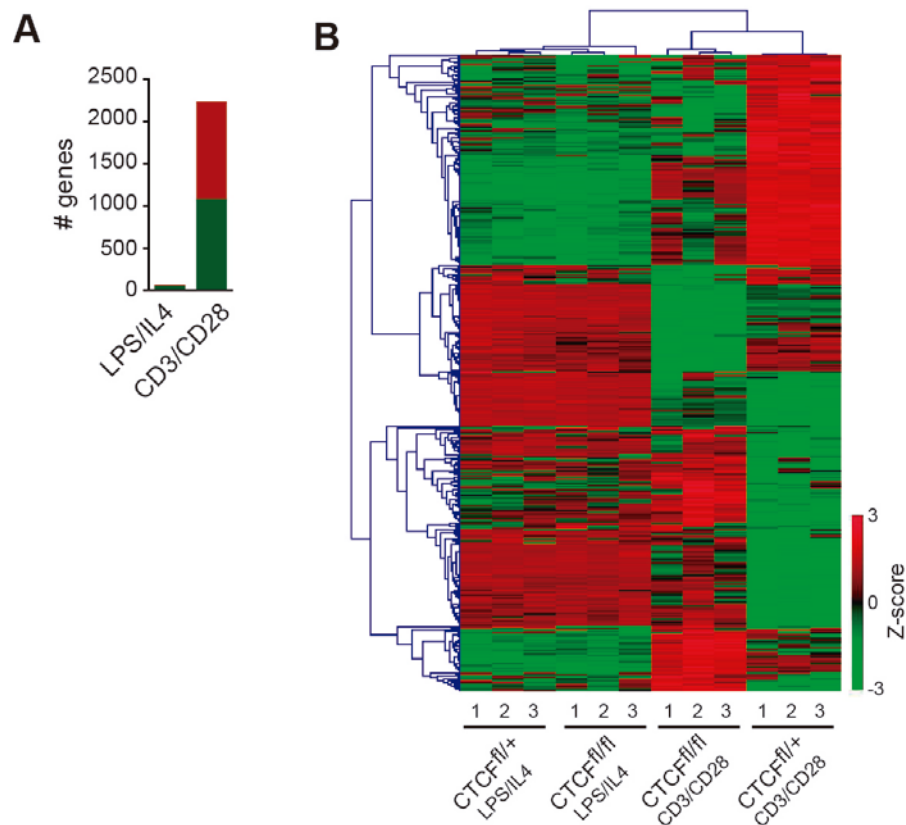 A
2500
2000
1500
1000
500
0
# genes
LPS/IL4
CD3/CD28
B
3
0
-3
Z-score
1 2 3 1 2 3 1 2 3 1 2 3
CTCFfl/+
LPS/IL4
CTCFfl/fl
LPS/IL4
CTCFfl/fl
CD3/CD28
CTCFfl/+
CD3/CD28